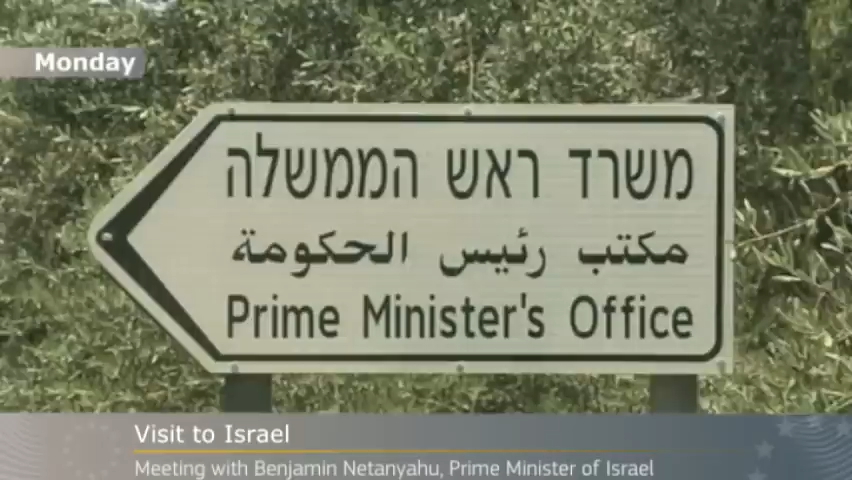 Monday
משרד ראש הממשלה
مكتب رئيس الحكومة
Prime Minister's Office
Visit to Israel
Meeting with Benjamin Netanyahu, Prime Minister of Israel